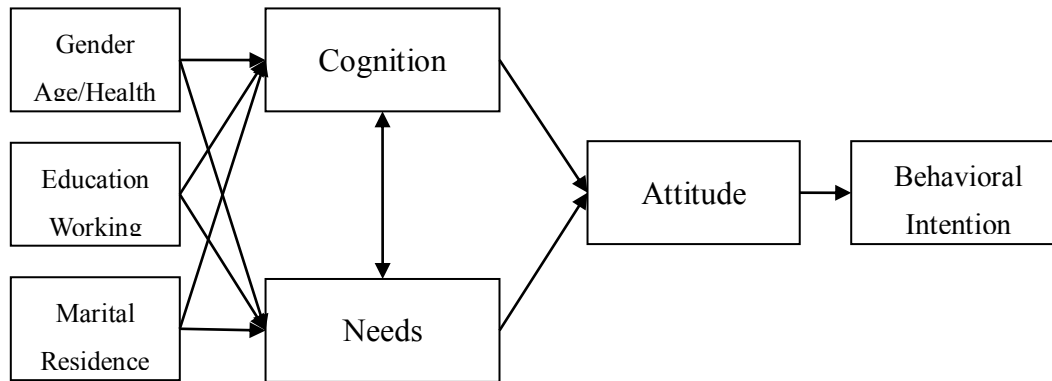 Gender
Age/Health
Cognition
Education
Working
Attitude
Behavioral
Intention
Marital
Residence
Needs